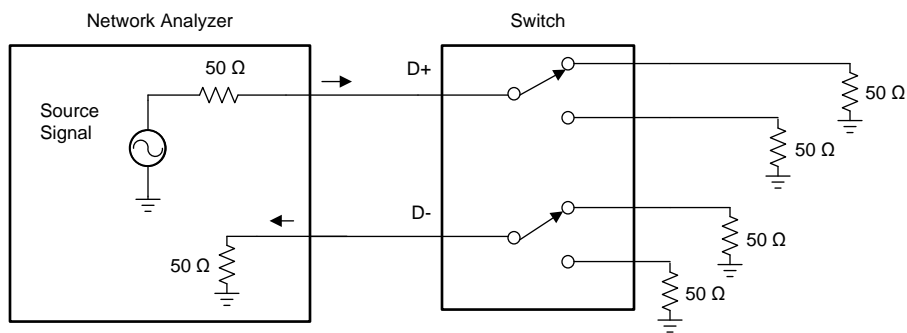 Network Analyzer
Switch
50 Ω
D+
Source
Signal
50 Ω
50 Ω
D-
50 Ω
50 Ω
50 Ω